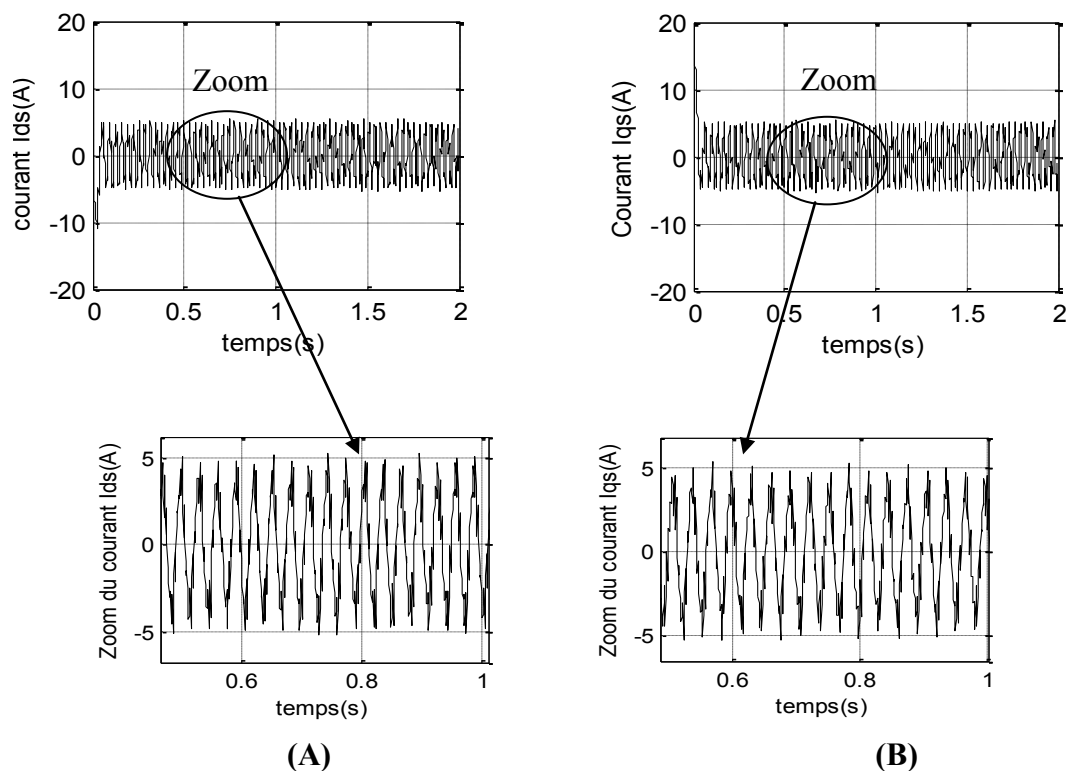 20
10
0
-10
-20
courant Ids(A)
Zoom
0 0.5 1 1.5 2
temps(s)
20
10
0
-10
-20
Courant Iqs(A)
Zoom
0 0.5 1 1.5 2
temps(s)
5
0
-5
Zoom du courant Ids(A)
0.6 0.8 1
temps(s)
5
0
-5
Zoom du courant Iqs(A)
0.6 0.8 1
temps(s)
(A)
(B)